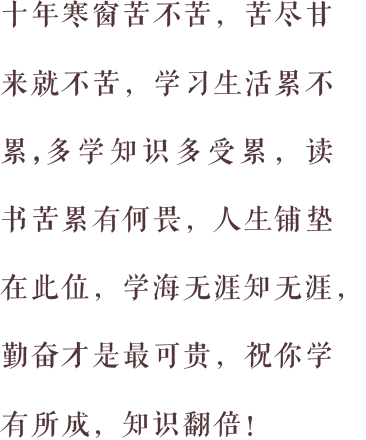 十年寒窗苦不苦，苦尽甘
来就不苦，学习生活累不
累,多学知识多受累，读
书苦累有何畏，人生铺垫
在此位，学海无涯知无涯，
勤奋才是最可贵，祝你学
有所成，知识翻倍！